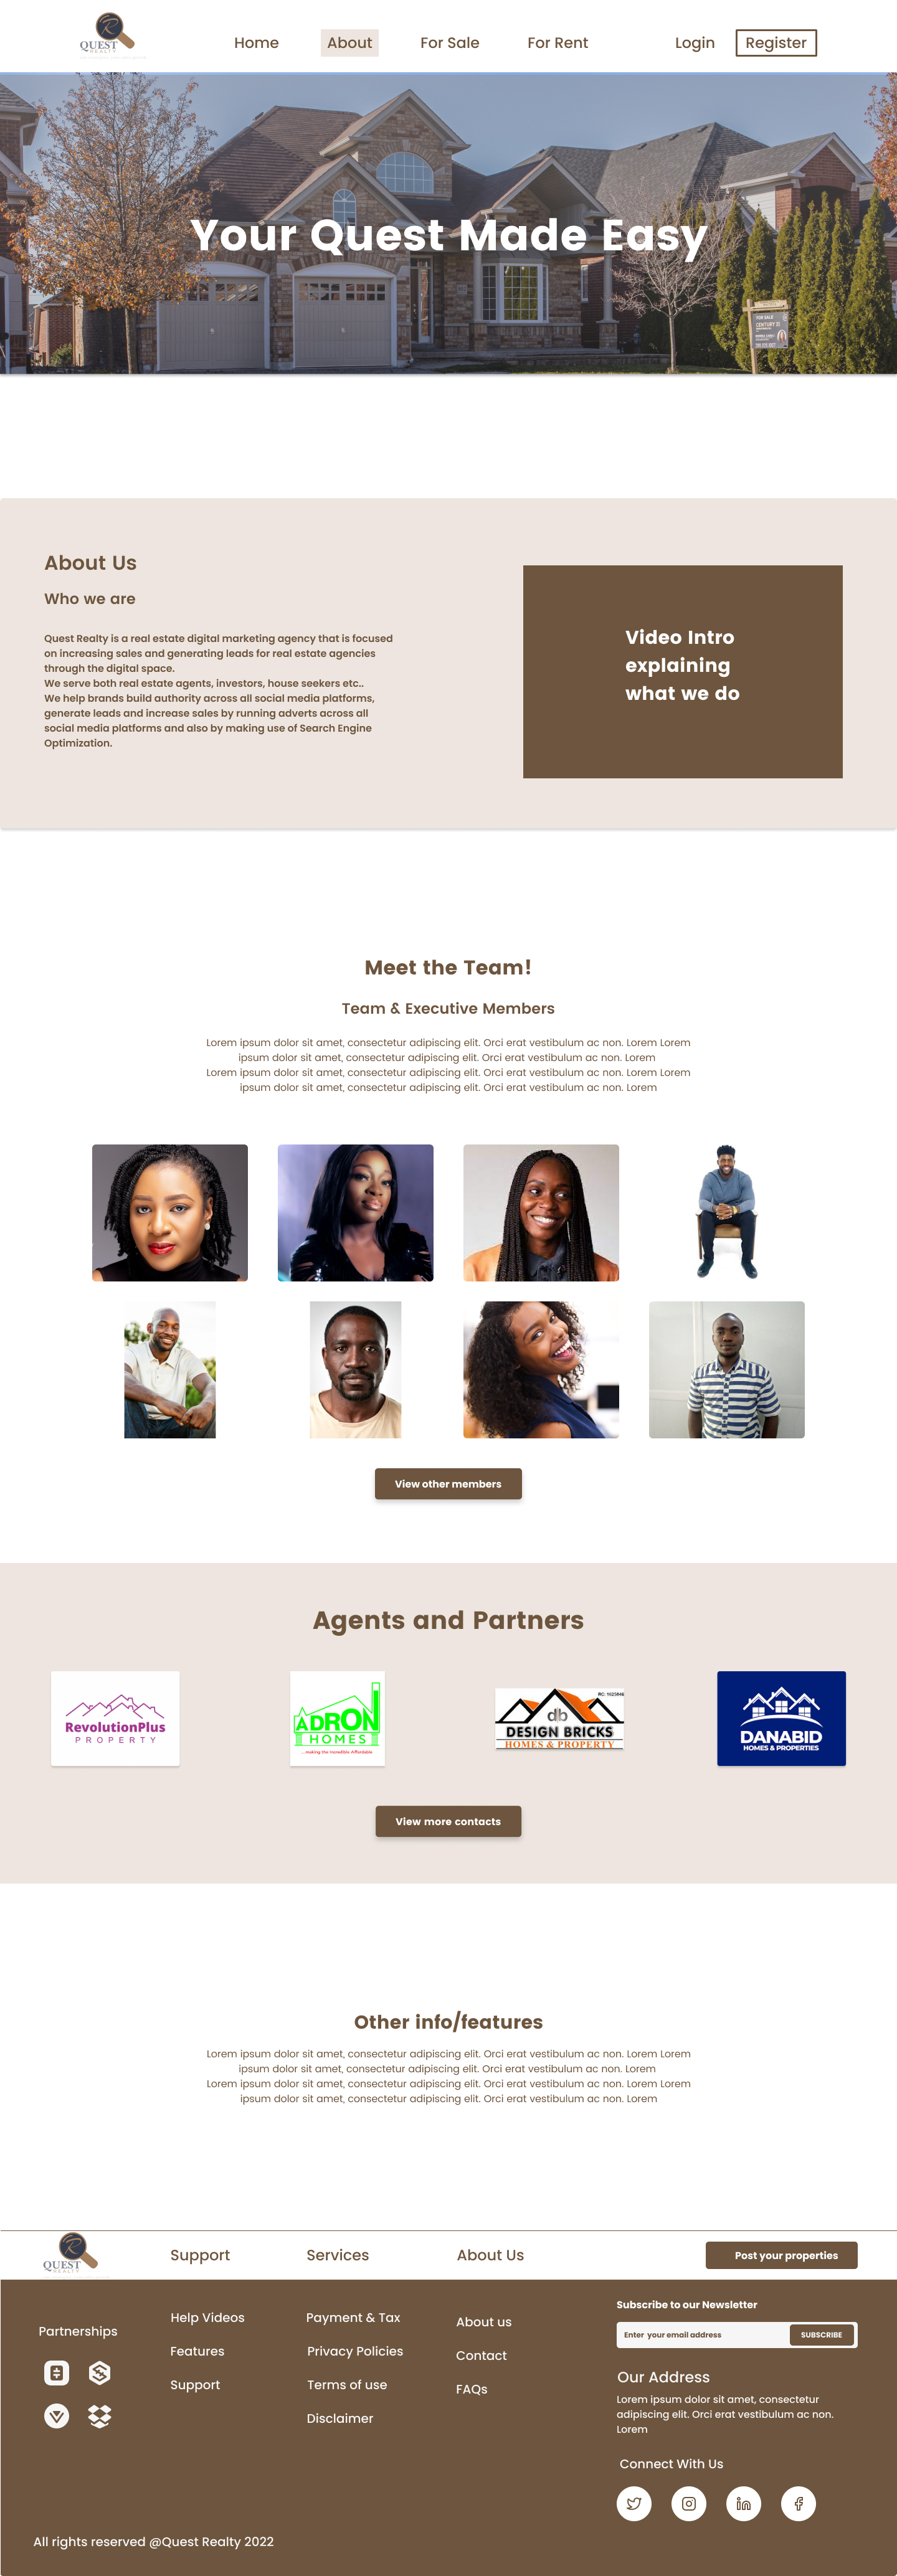 R
QUEST
REALTY
Home
About
For Sale
For Rent
Login
Register
Your Quest Made Easy
FOR SALE
CENTURY 21
About Us
Who we are
Quest Realty is a real estate digital marketing agency that is focused
on increasing sales and generating leads for real estate agencies
through the digital space.
We serve both real estate agents, investors, house seekers etc..
We help brands build authority across all social media platforms,
generate leads and increase sales by running adverts across all
social media platforms and also by making use of Search Engine
Optimization.
Video Intro
explaining
what we do
Meet the Team!
Team & Executive Members
Lorem ipsum dolor sit amet, consectetur adipiscing elit. Orci erat vestibulum ac non. Lorem Lorem
ipsum dolor sit amet, consectetur adipiscing elit. Orci erat vestibulum ac non. Lorem
Lorem ipsum dolor sit amet, consectetur adipiscing elit. Orci erat vestibulum ac non. Lorem Lorem
ipsum dolor sit amet, consectetur adipiscing elit. Orci erat vestibulum ac non. Lorem
View other members
Agents and Partners
RevolutionPlus
PROPERTY
ADRON
HOMES
...making the Incredible Affordable
RC: 1623846
db
DESIGN BRICKS
HOMES & PROPERTY
DANABID
HOMES & PROPERTIES
View more contacts
Other info/features
Lorem ipsum dolor sit amet, consectetur adipiscing elit. Orci erat vestibulum ac non. Lorem Lorem
ipsum dolor sit amet, consectetur adipiscing elit. Orci erat vestibulum ac non. Lorem
Lorem ipsum dolor sit amet, consectetur adipiscing elit. Orci erat vestibulum ac non. Lorem Lorem
ipsum dolor sit amet, consectetur adipiscing elit. Orci erat vestibulum ac non. Lorem
R
QUEST
REALTY
Support
Services
About Us
Post your properties
Partnerships
Help Videos
Features
Support
Payment & Tax
Privacy Policies
Terms of use
Disclaimer
About us
Contact
FAQs
Subscribe to our Newsletter
Enter your email address
SUBSCRIBE
Our Address
Lorem ipsum dolor sit amet, consectetur
adipiscing elit. Orci erat vestibulum ac non.
Lorem
Connect With Us
All rights reserved @Quest Realty 2022